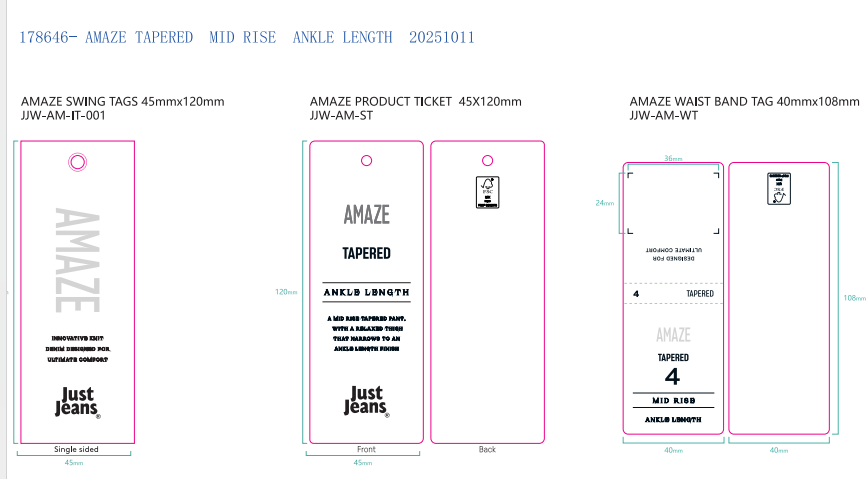 178646- AMAZE TAPERED MID RISE ANKLE LENGTH 20251011
AMAZE SWING TAGS 45mmx120mm
JJW-AM-IT-001
AMAZE
INNOVATIVE KNIT
DENIM DESIGNED FOR
ULTIMATE COMFORT
Just
Jeans®
Single sided
45mm
AMAZE PRODUCT TICKET 45X120mm
JJW-AM-ST
120mm
AMAZE
TAPERED
ANKLE LENGTH
A MID RISE TAPERED PANT,
WITH A RELAXED THIGH
THAT NARROWS TO AN
ANKLE LENGTH FINISH
Just
Jeans®
Front
45mm
FSC
Back
AMAZE WAIST BAND TAG 40mmx108mm
JJW-AM-WT
36mm
24mm
DESIGNED FOR
ULTIMATE COMFORT
4 TAPERED
AMAZE
TAPERED
4
MID RISE
ANKLE LENGTH
40mm
FSC
108mm
40mm